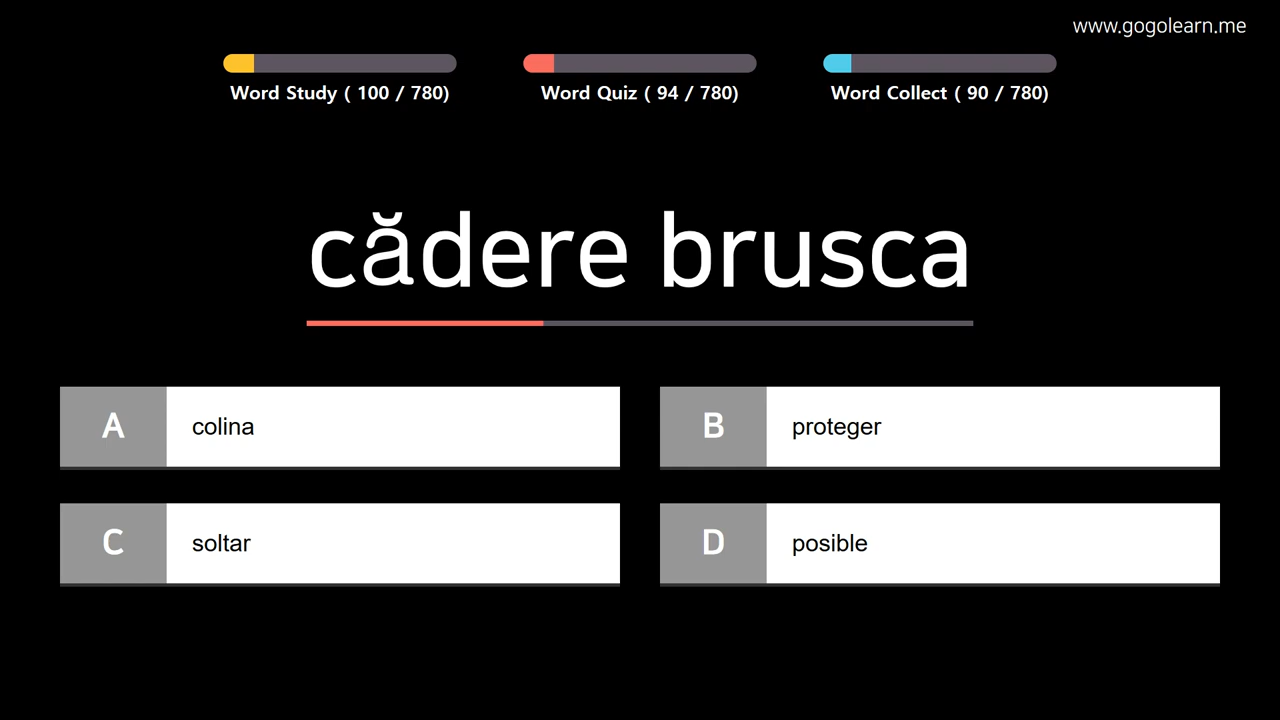 www.gogolearn.me
Word Study ( 100 / 780)
Word Quiz ( 94 / 780)
Word Collect ( 90 / 780)
cădere brusca
A colina
B proteger
C soltar
D posible